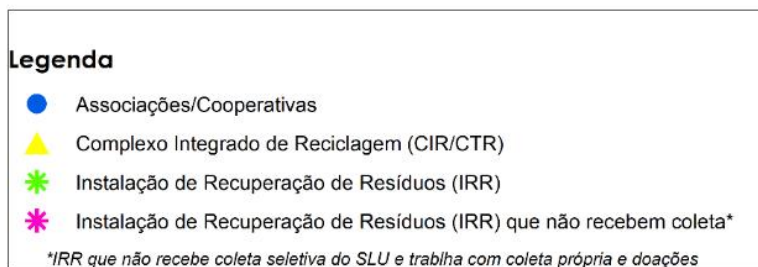 Legenda
Associações/Cooperativas
Complexo Integrado de Reciclagem (CIR/CTR)
Instalação de Recuperação de Resíduos (IRR)
Instalação de Recuperação de Resíduos (IRR) que não recebem coleta*
*IRR que não recebe coleta seletiva do SLU e trablha com coleta própria e doações